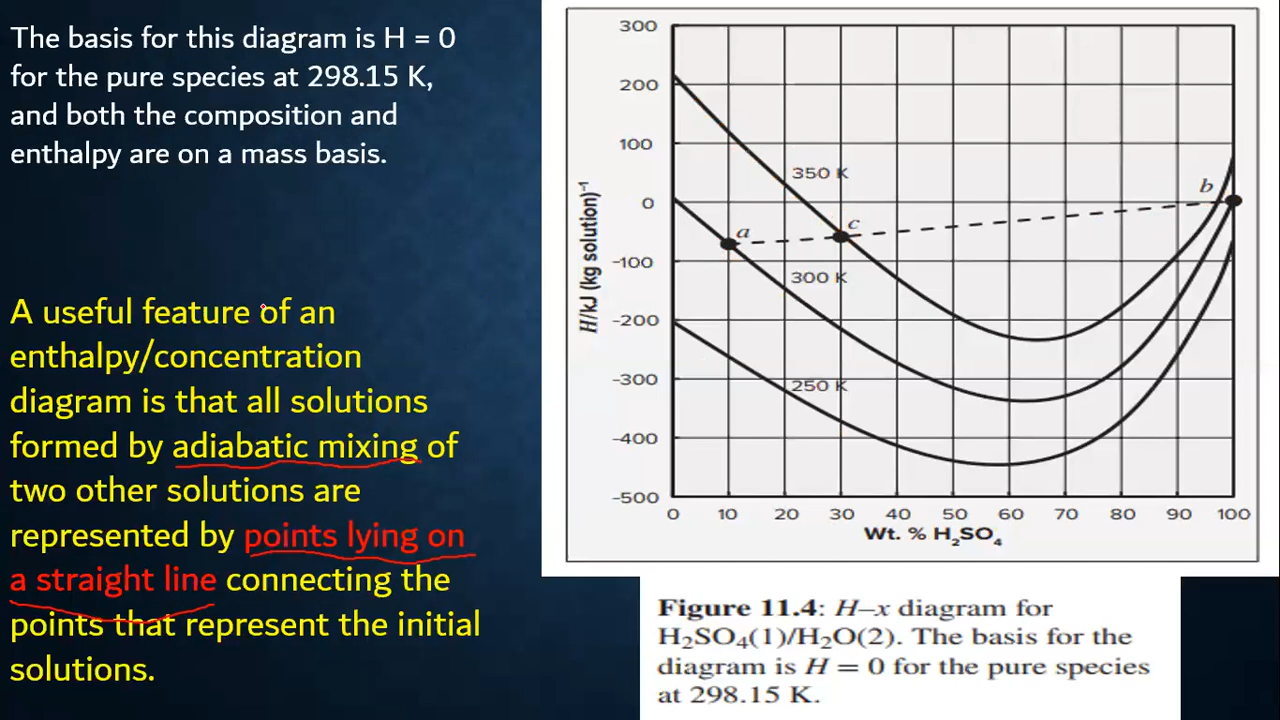 The basis for this diagram is H = 0
for the pure species at 298.15 K,
and both the composition and
enthalpy are on a mass basis.
A useful feature of an
enthalpy/concentration
diagram is that all solutions
formed by adiabatic mixing of
two other solutions are
represented by points lying on
a straight line connecting the
points that represent the initial
solutions.
H/kJ (kg solution)⁻¹
300
200
100
0
-100
-200
-300
-400
-500
350 K
300 K
250 K
a
c
b
0 10 20 30 40 50 60 70 80 90 100
Wt. % H₂SO₄
Figure 11.4: H–x diagram for
H₂SO₄(1)/H₂O(2). The basis for the
diagram is H = 0 for the pure species
at 298.15 K.